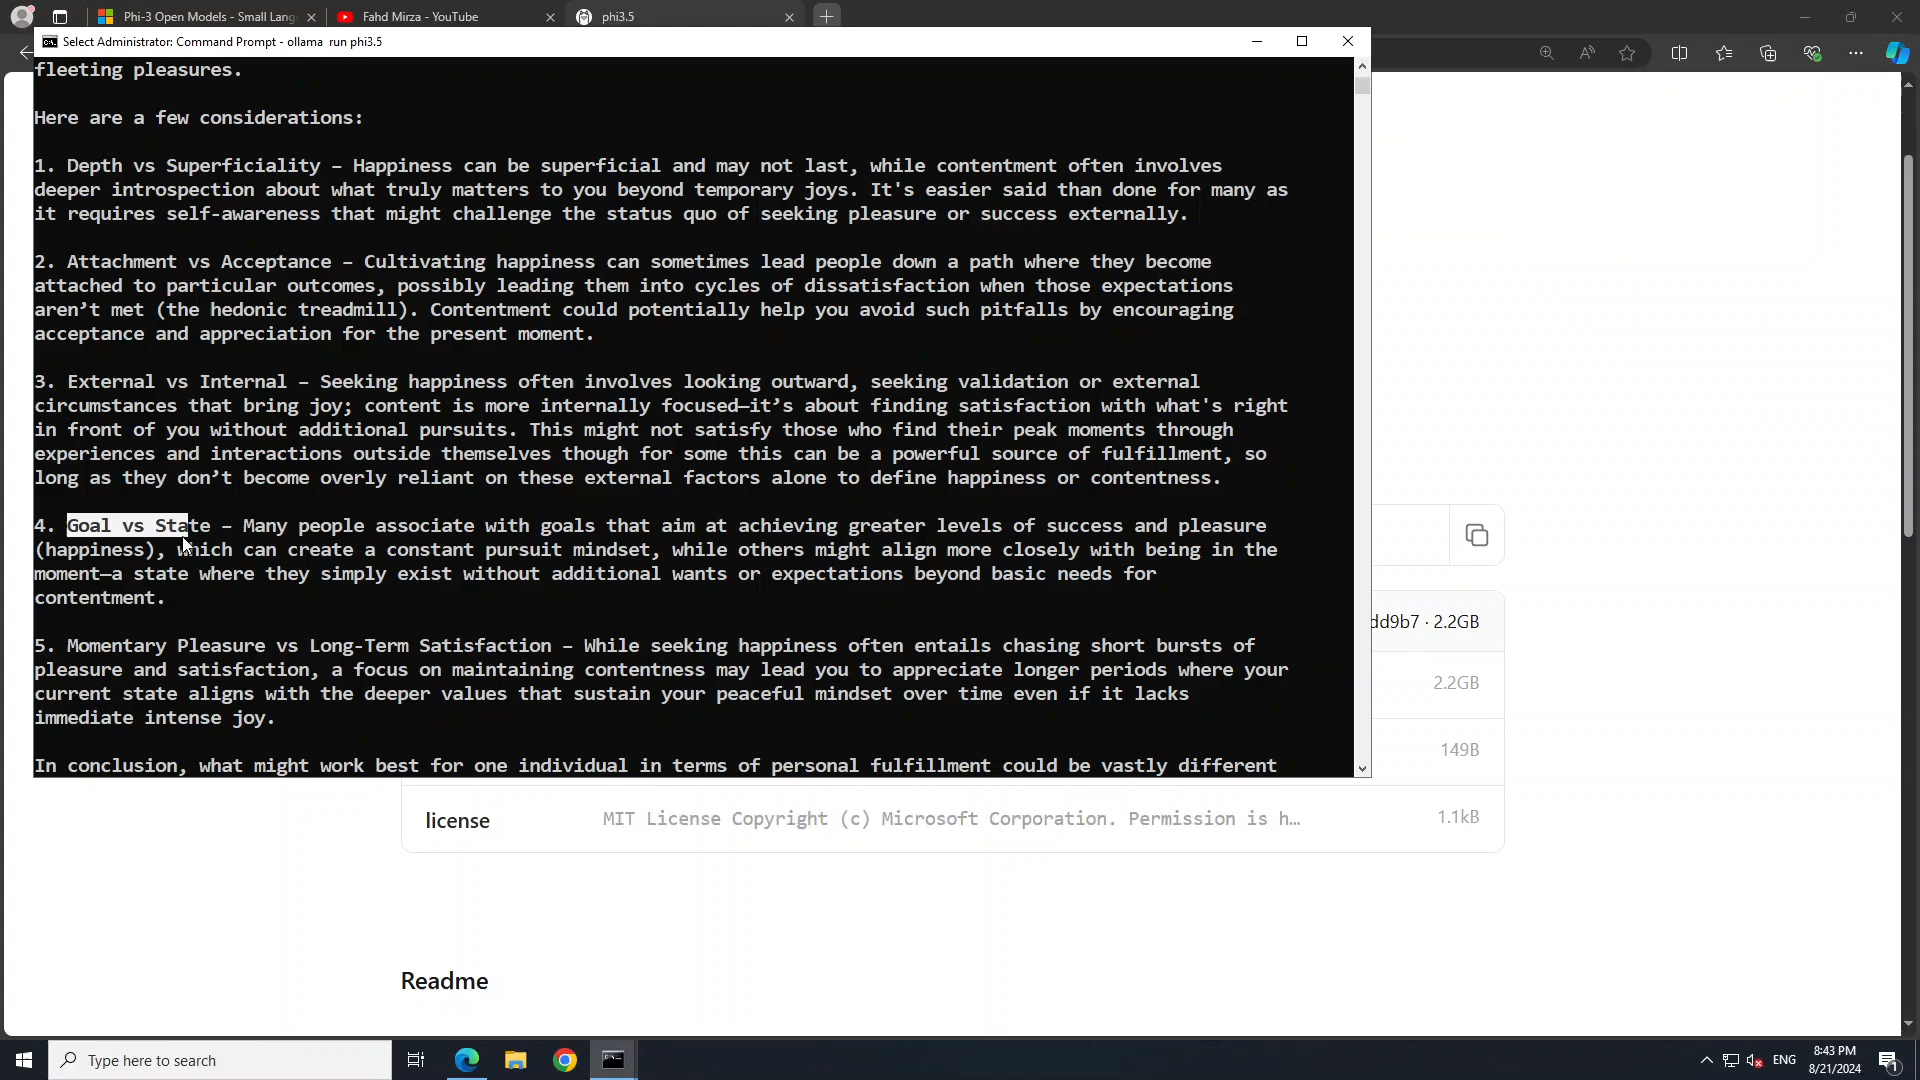 Phi-3 Open Models - Small Lang
Fahd Mirza - YouTube
phi3.5
Select Administrator: Command Prompt - ollama  run phi3.5
fleeting pleasures.
Here are a few considerations:
1. Depth vs Superficiality – Happiness can be superficial and may not last, while contentment often involves
deeper introspection about what truly matters to you beyond temporary joys. It's easier said than done for many as
it requires self-awareness that might challenge the status quo of seeking pleasure or success externally.
2. Attachment vs Acceptance – Cultivating happiness can sometimes lead people down a path where they become
attached to particular outcomes, possibly leading them into cycles of dissatisfaction when those expectations
aren’t met (the hedonic treadmill). Contentment could potentially help you avoid such pitfalls by encouraging
acceptance and appreciation for the present moment.
3. External vs Internal – Seeking happiness often involves looking outward, seeking validation or external
circumstances that bring joy; content is more internally focused—it’s about finding satisfaction with what's right
in front of you without additional pursuits. This might not satisfy those who find their peak moments through
experiences and interactions outside themselves though for some this can be a powerful source of fulfillment, so
long as they don’t become overly reliant on these external factors alone to define happiness or contentness.
4. Goal vs State – Many people associate with goals that aim at achieving greater levels of success and pleasure
(happiness), which can create a constant pursuit mindset, while others might align more closely with being in the
moment—a state where they simply exist without additional wants or expectations beyond basic needs for
contentment.
5. Momentary Pleasure vs Long-Term Satisfaction – While seeking happiness often entails chasing short bursts of
pleasure and satisfaction, a focus on maintaining contentness may lead you to appreciate longer periods where your
current state aligns with the deeper values that sustain your peaceful mindset over time even if it lacks
immediate intense joy.
In conclusion, what might work best for one individual in terms of personal fulfillment could be vastly different
dd9b7 · 2.2GB
2.2GB
149B
license MIT License Copyright (c) Microsoft Corporation. Permission is h… 1.1kB
Readme
Type here to search
ENG
8:43 PM
8/21/2024
1